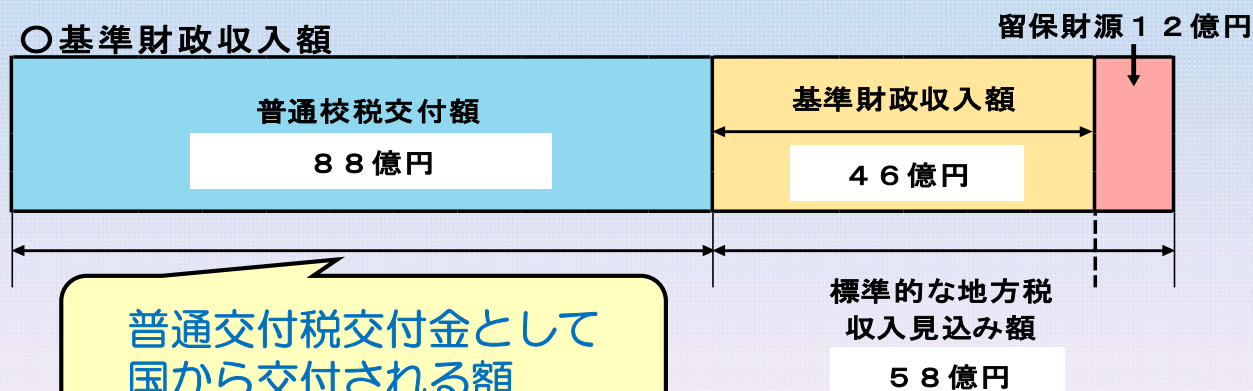 〇基準財政収入額
留保財源１２億円
普通校税交付額
８８億円
基準財政収入額
４６億円
標準的な地方税
収入見込み額
５８億円
普通交付税交付金として
国から交付される額